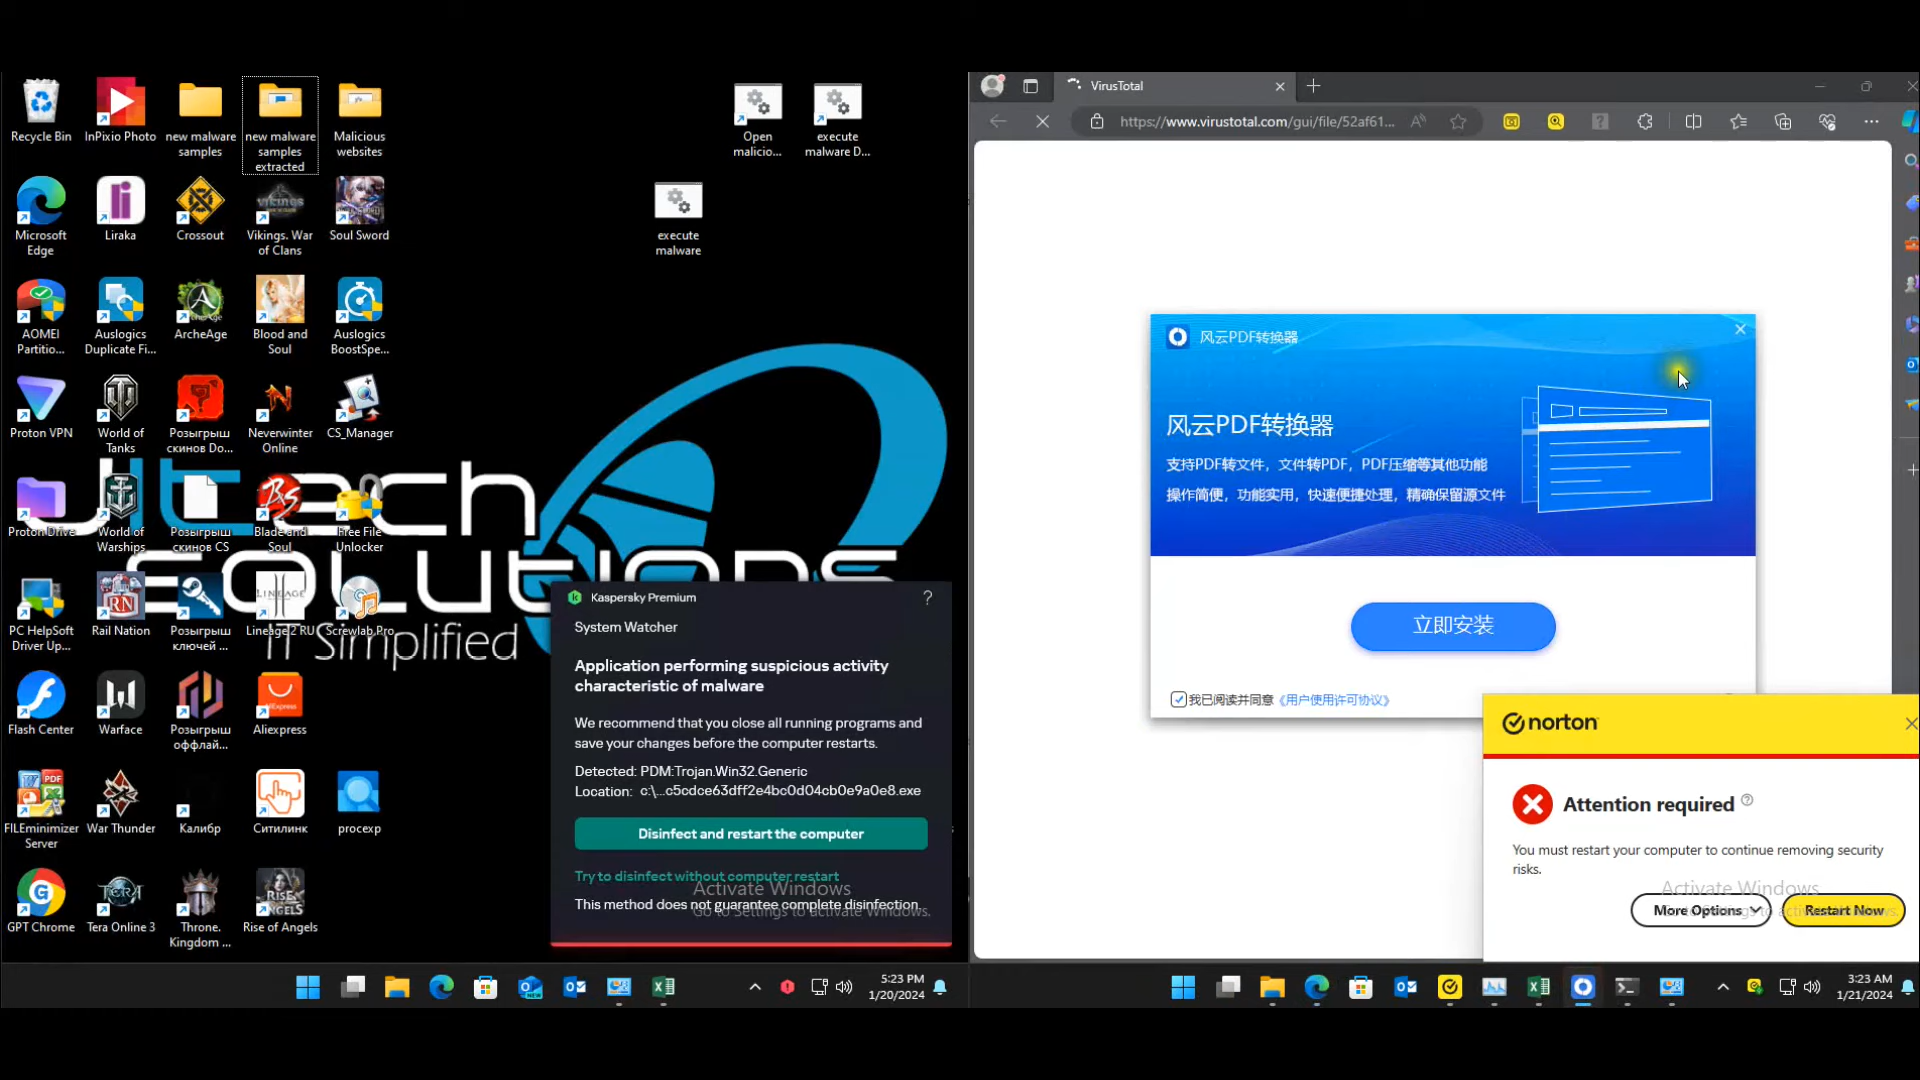 Recycle Bin
InPixio Photo
new malware
samples
new malware
samples
extracted
Malicious
websites
Open
malicio...
execute
malware D...
Microsoft
Edge
Liraka
Crossout
Vikings. War
of Clans
Soul Sword
execute
malware
AOMEI
Partitio...
Auslogics
Duplicate Fi...
ArcheAge
Blood and
Soul
Auslogics
BoostSpe...
Proton VPN
World of
Tanks
Розыгрыш
скинов Do...
Neverwinter
Online
CS_Manager
Proton Drive
World of
Warships
Розыгрыш
скинов CS
Blade and
Soul
Free File
Unlocker
Jtech
SOLUTIONS
IT Simplified
PC HelpSoft
Driver Up...
Rail Nation
Розыгрыш
ключей ...
Lineage 2 RU
Screwlab.Pro
Flash Center
Warface
Розыгрыш
оффлай...
Aliexpress
FILEminimizer
Server
War Thunder
Калибр
Ситилинк
procexp
GPT Chrome
Tera Online 3
Throne.
Kingdom ...
Rise of Angels
Kaspersky Premium
?
System Watcher
Application performing suspicious activity
characteristic of malware
We recommend that you close all running programs and
save your changes before the computer restarts.
Detected: PDM:Trojan.Win32.Generic
Location: c:\...c5cdce63dff2e4bc0d04cb0e9a0e8.exe
Disinfect and restart the computer
Try to disinfect without computer restart
This method does not guarantee complete disinfection.
Activate Windows
Go to Settings to activate Windows.
5:23 PM
1/20/2024
VirusTotal
https://www.virustotal.com/gui/file/52af61...
风云PDF转换器
风云PDF转换器
支持PDF转文件，文件转PDF，PDF压缩等其他功能
操作简便，功能实用，快速便捷处理，精确保留源文件
立即安装
我已阅读并同意《用户使用许可协议》
norton
Attention required
You must restart your computer to continue removing security
risks.
Activate Windows
More Options
Restart Now
3:23 AM
1/21/2024